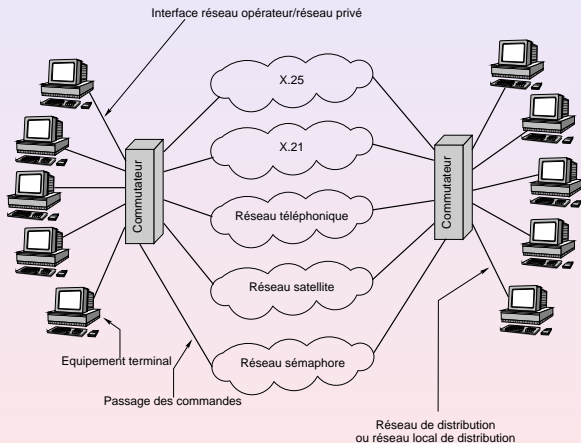 Interface réseau opérateur/réseau privé
X.25
X.21
Commutateur
Commutateur
Réseau téléphonique
Réseau satellite
Equipement terminal
Réseau sémaphore
Passage des commandes
Réseau de distribution
ou réseau local de distribution